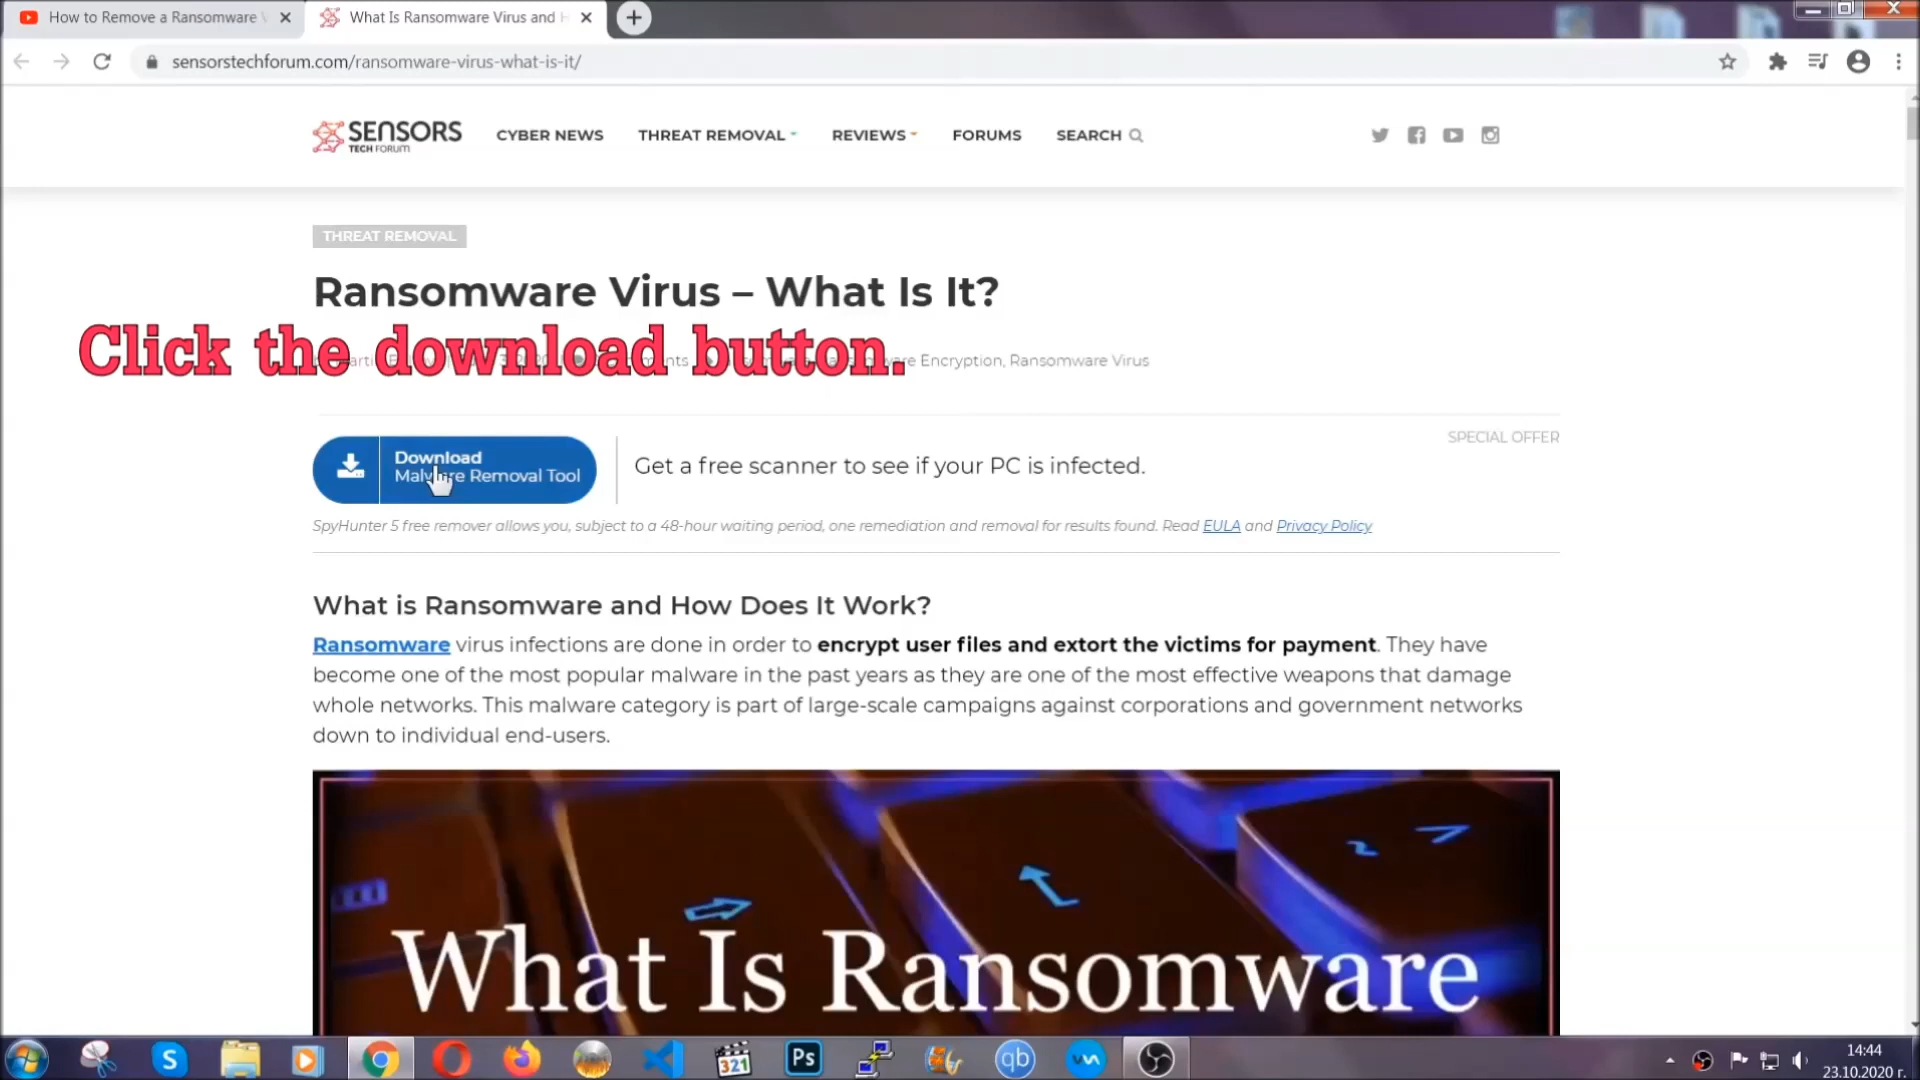 How to Remove a Ransomware
What Is Ransomware Virus and
sensorstechforum.com/ransomware-virus-what-is-it/
SENSORS
TECH FORUM
CYBER NEWS
THREAT REMOVAL
REVIEWS
FORUMS
SEARCH
THREAT REMOVAL
Ransomware Virus – What Is It?
Click the download button.
Encryption, Ransomware Virus
SPECIAL OFFER
Download
Malware Removal Tool
Get a free scanner to see if your PC is infected.
SpyHunter 5 free remover allows you, subject to a 48-hour waiting period, one remediation and removal for results found. Read EULA and Privacy Policy
What is Ransomware and How Does It Work?
Ransomware virus infections are done in order to encrypt user files and extort the victims for payment. They have
become one of the most popular malware in the past years as they are one of the most effective weapons that damage
whole networks. This malware category is part of large-scale campaigns against corporations and government networks
down to individual end-users.
What Is Ransomware
S
321
Ps
qb
14:44
23.10.2020 г.